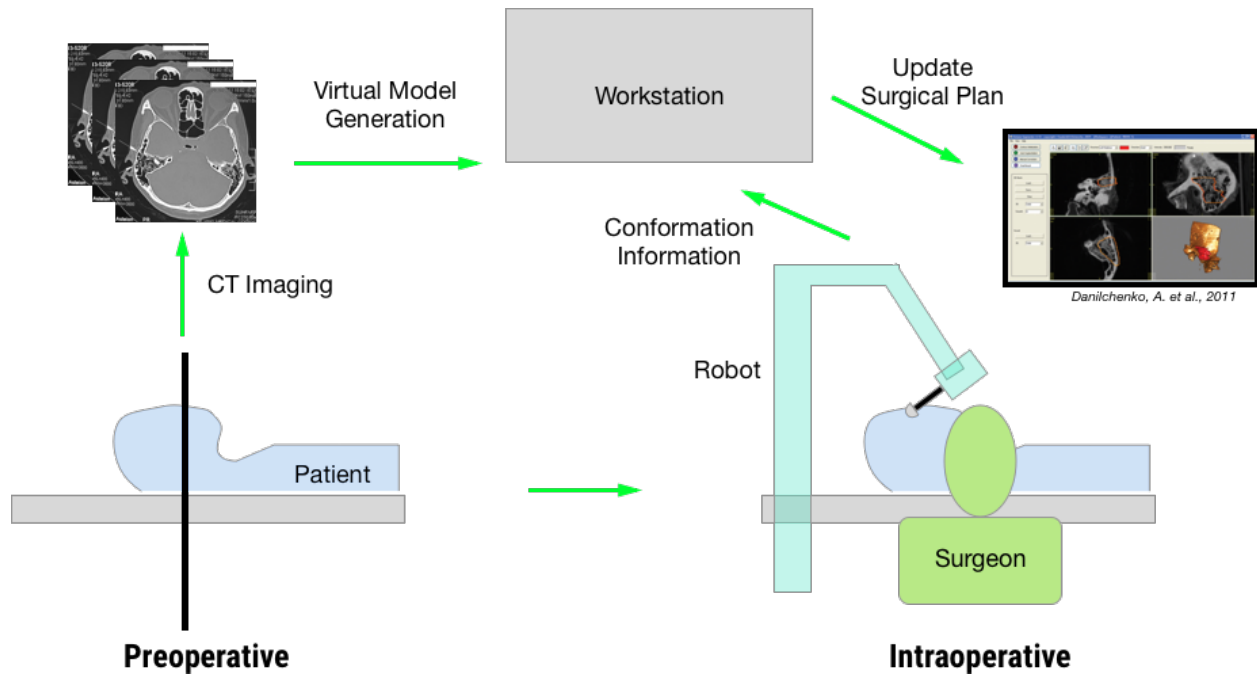 Virtual Model
Generation
Workstation
Update
Surgical Plan
Conformation
Information
Danilchenko, A. et al., 2011
CT Imaging
Robot
Patient
Surgeon
Preoperative
Intraoperative